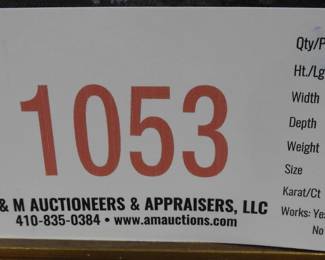 1053
& M AUCTIONEERS & APPRAISERS, LLC
410-835-0384 • www.amauctions.com
Qty/P
Ht./Lg
Width
Depth
Weight
Size
Karat/Ct
Works: Yes
No